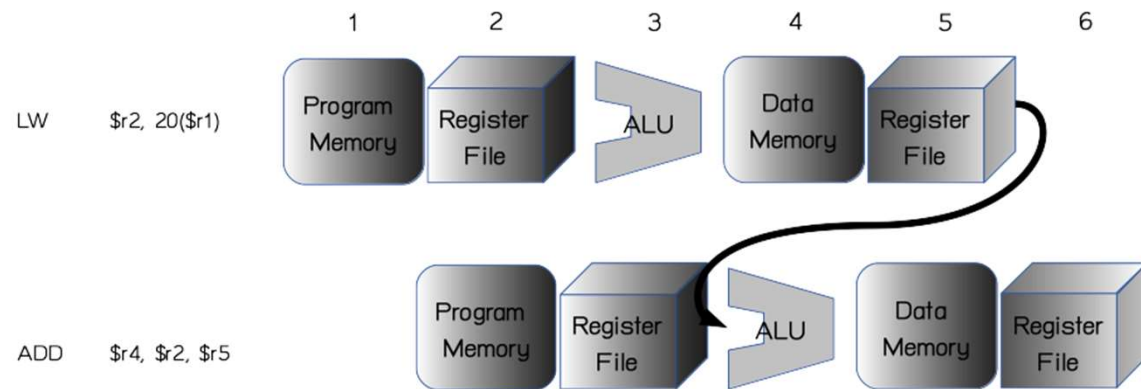 1 2 3 4 5 6
LW $r2, 20($r1)
Program
Memory
Register
File
ALU
Data
Memory
Register
File
ADD $r4, $r2, $r5
Program
Memory
Register
File
ALU
Data
Memory
Register
File